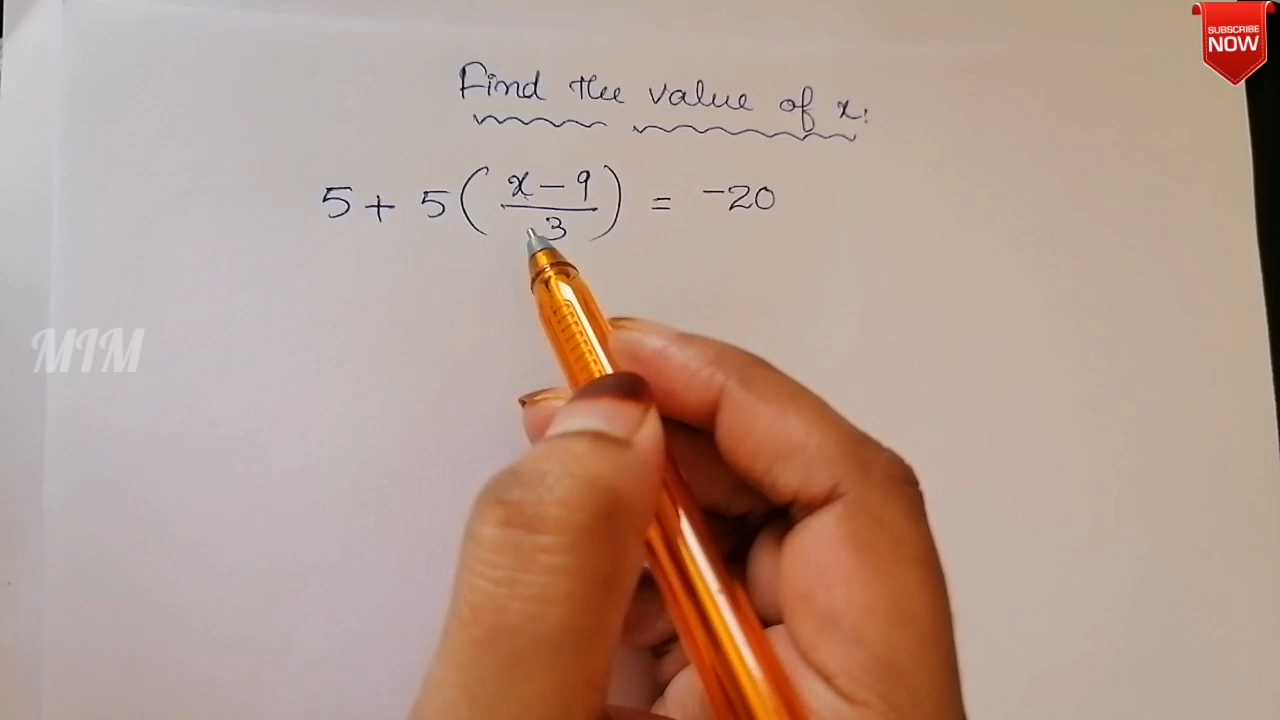 SUBSCRIBE
NOW
Find the value of x:
5 + 5 ( x - 9 / 3 ) = -20
MIM